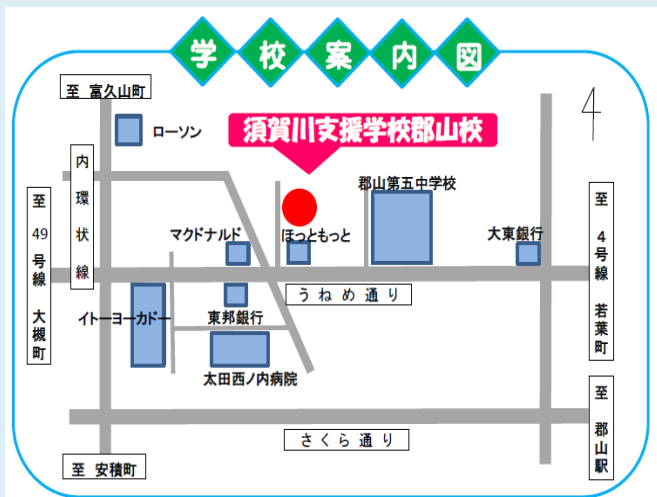 学校案内図
至 富久山町
ローソン
須賀川支援学校郡山校
4
内環状線
郡山第五中学校
至 49号線 大槻町
マクドナルド
ほっともっと
大東銀行
至 4号線 若葉町
うねめ通り
イトーヨーカドー
東邦銀行
太田西ノ内病院
至 郡山駅
さくら通り
至 安積町